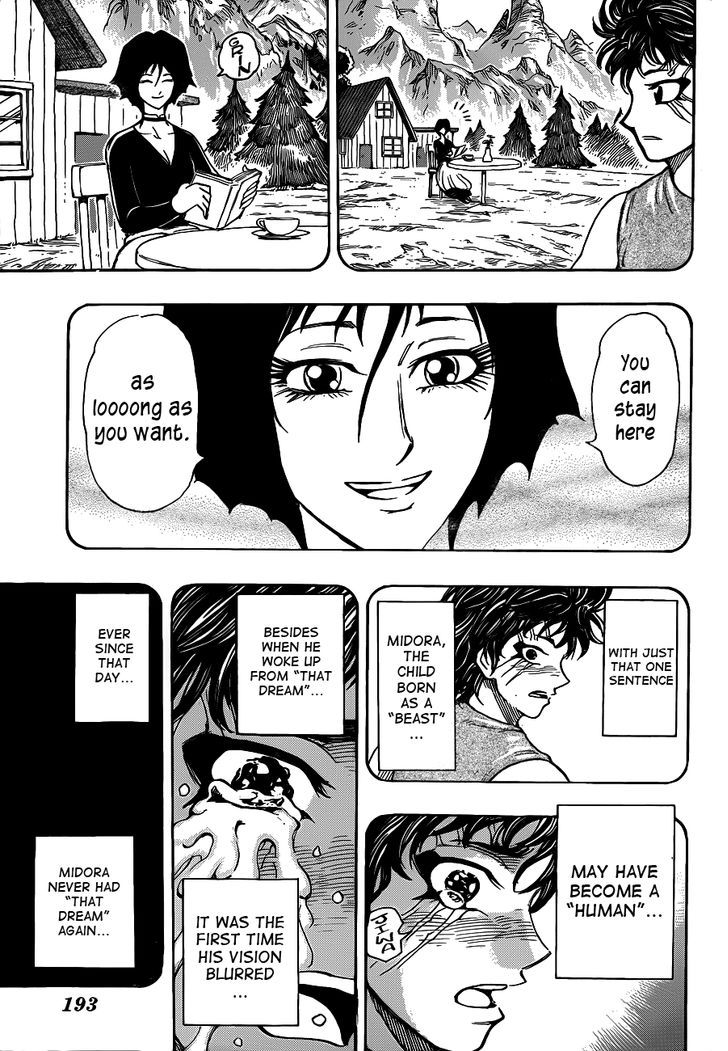 GRIN
You
can
stay
here
as
loooong as
you want.
WITH JUST
THAT ONE
SENTENCE
MIDORA,
THE
CHILD
BORN
AS A
"BEAST"
...
MAY HAVE
BECOME A
"HUMAN"...
BESIDES
WHEN HE
WOKE UP
FROM "THAT
DREAM"...
IT WAS THE
FIRST TIME
HIS VISION
BLURRED
...
EVER
SINCE
THAT
DAY...
MIDORA
NEVER HAD
"THAT
DREAM"
AGAIN...
193